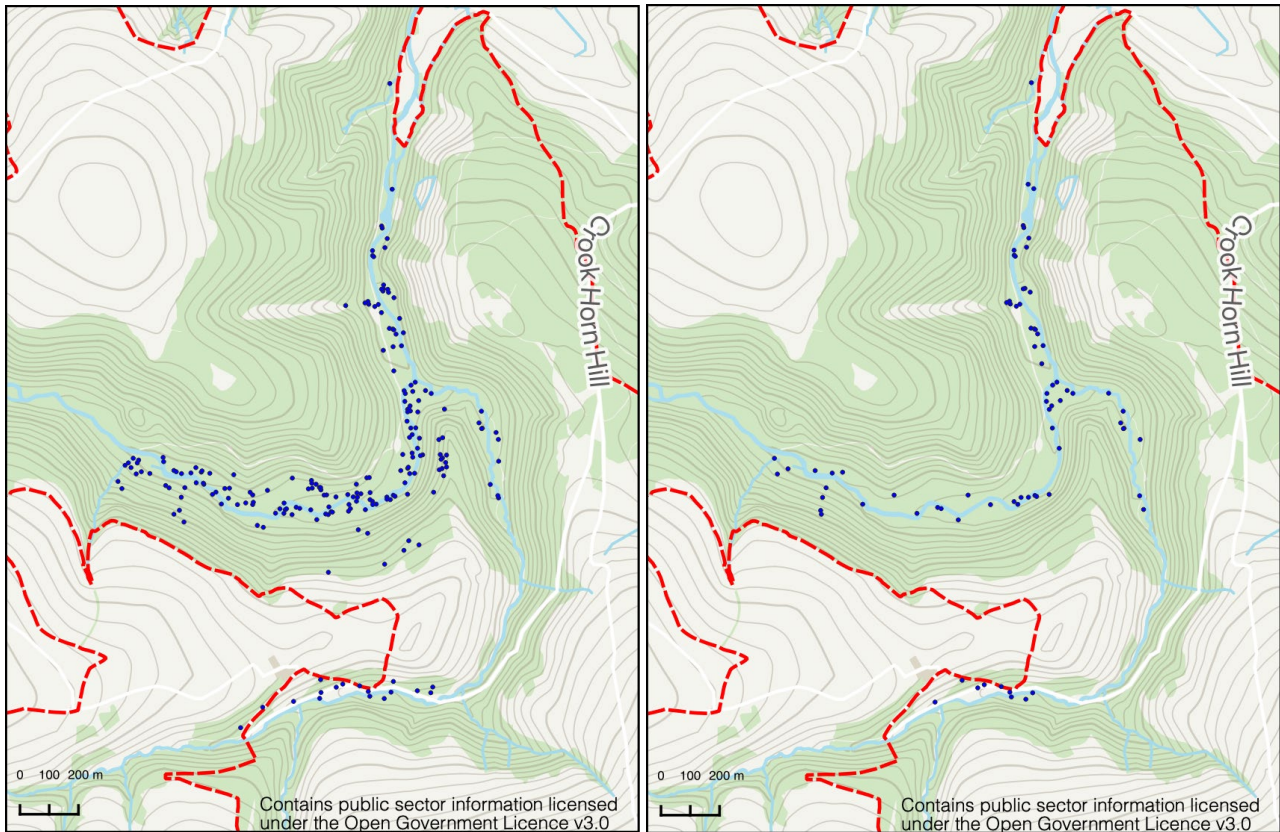 Crook Horn Hill
0 100 200 m
Contains public sector information licensed
under the Open Government Licence v3.0
Crook Horn Hill
0 100 200 m
Contains public sector information licensed
under the Open Government Licence v3.0